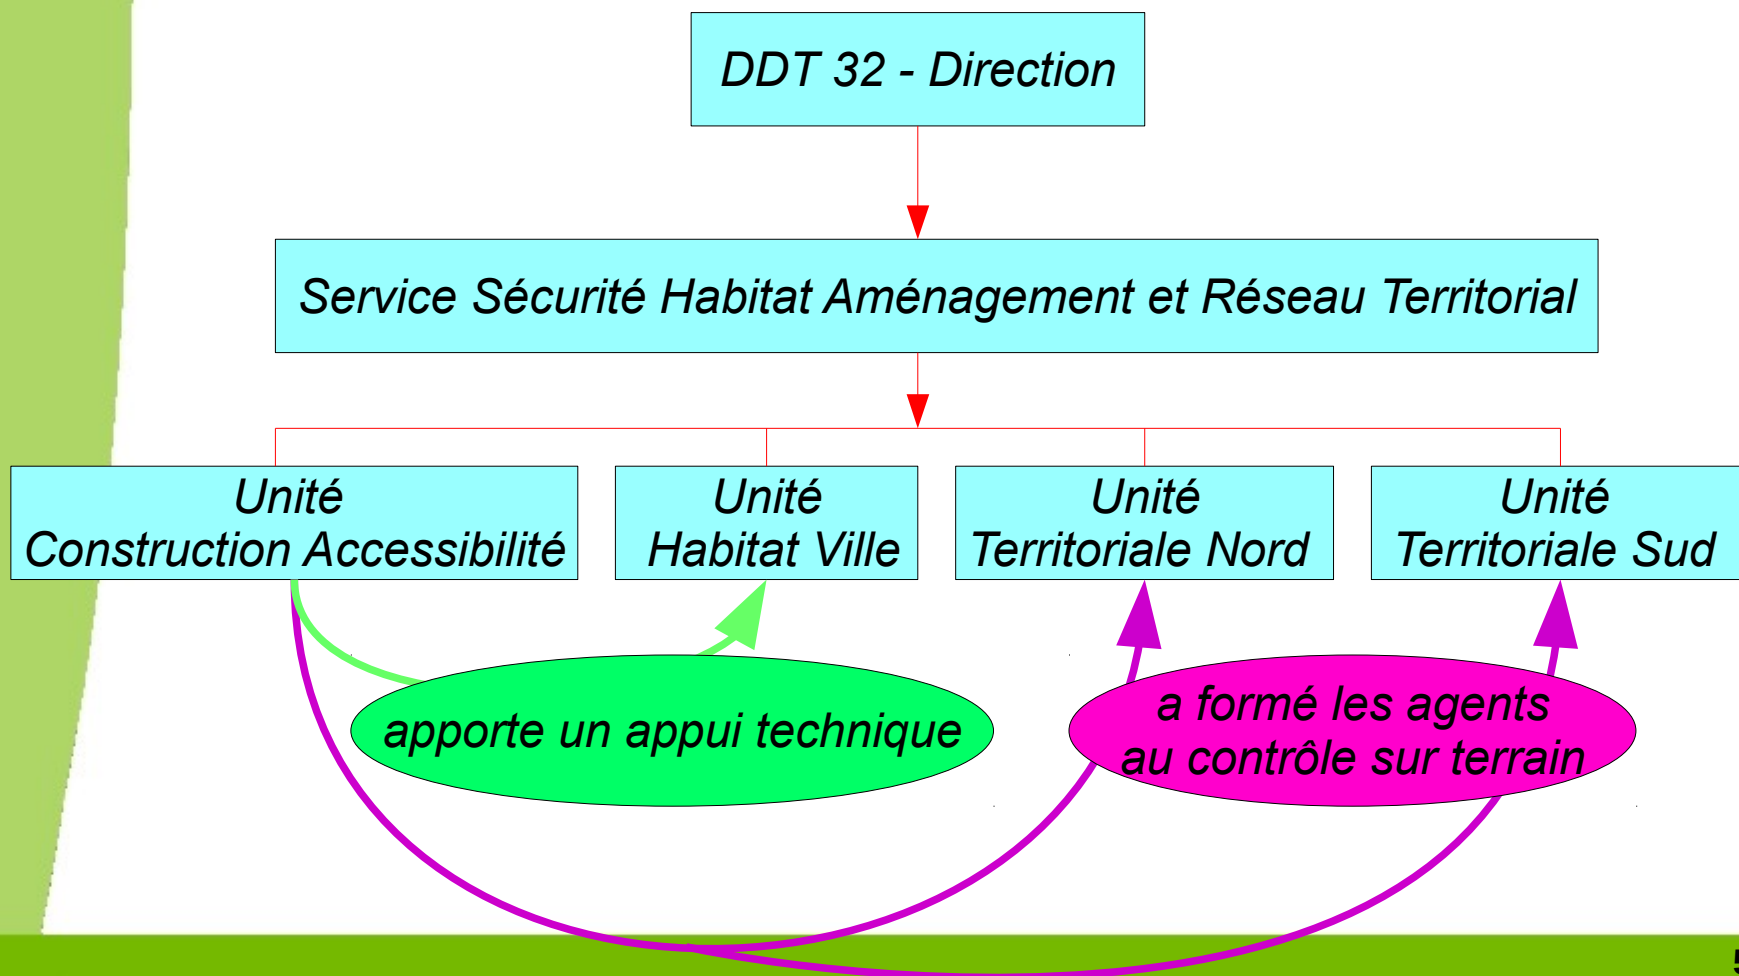 DDT 32 - Direction
Service Sécurité Habitat Aménagement et Réseau Territorial
Unité
Construction Accessibilité
Unité
Habitat Ville
Unité
Territoriale Nord
Unité
Territoriale Sud
apporte un appui technique
a formé les agents
au contrôle sur terrain